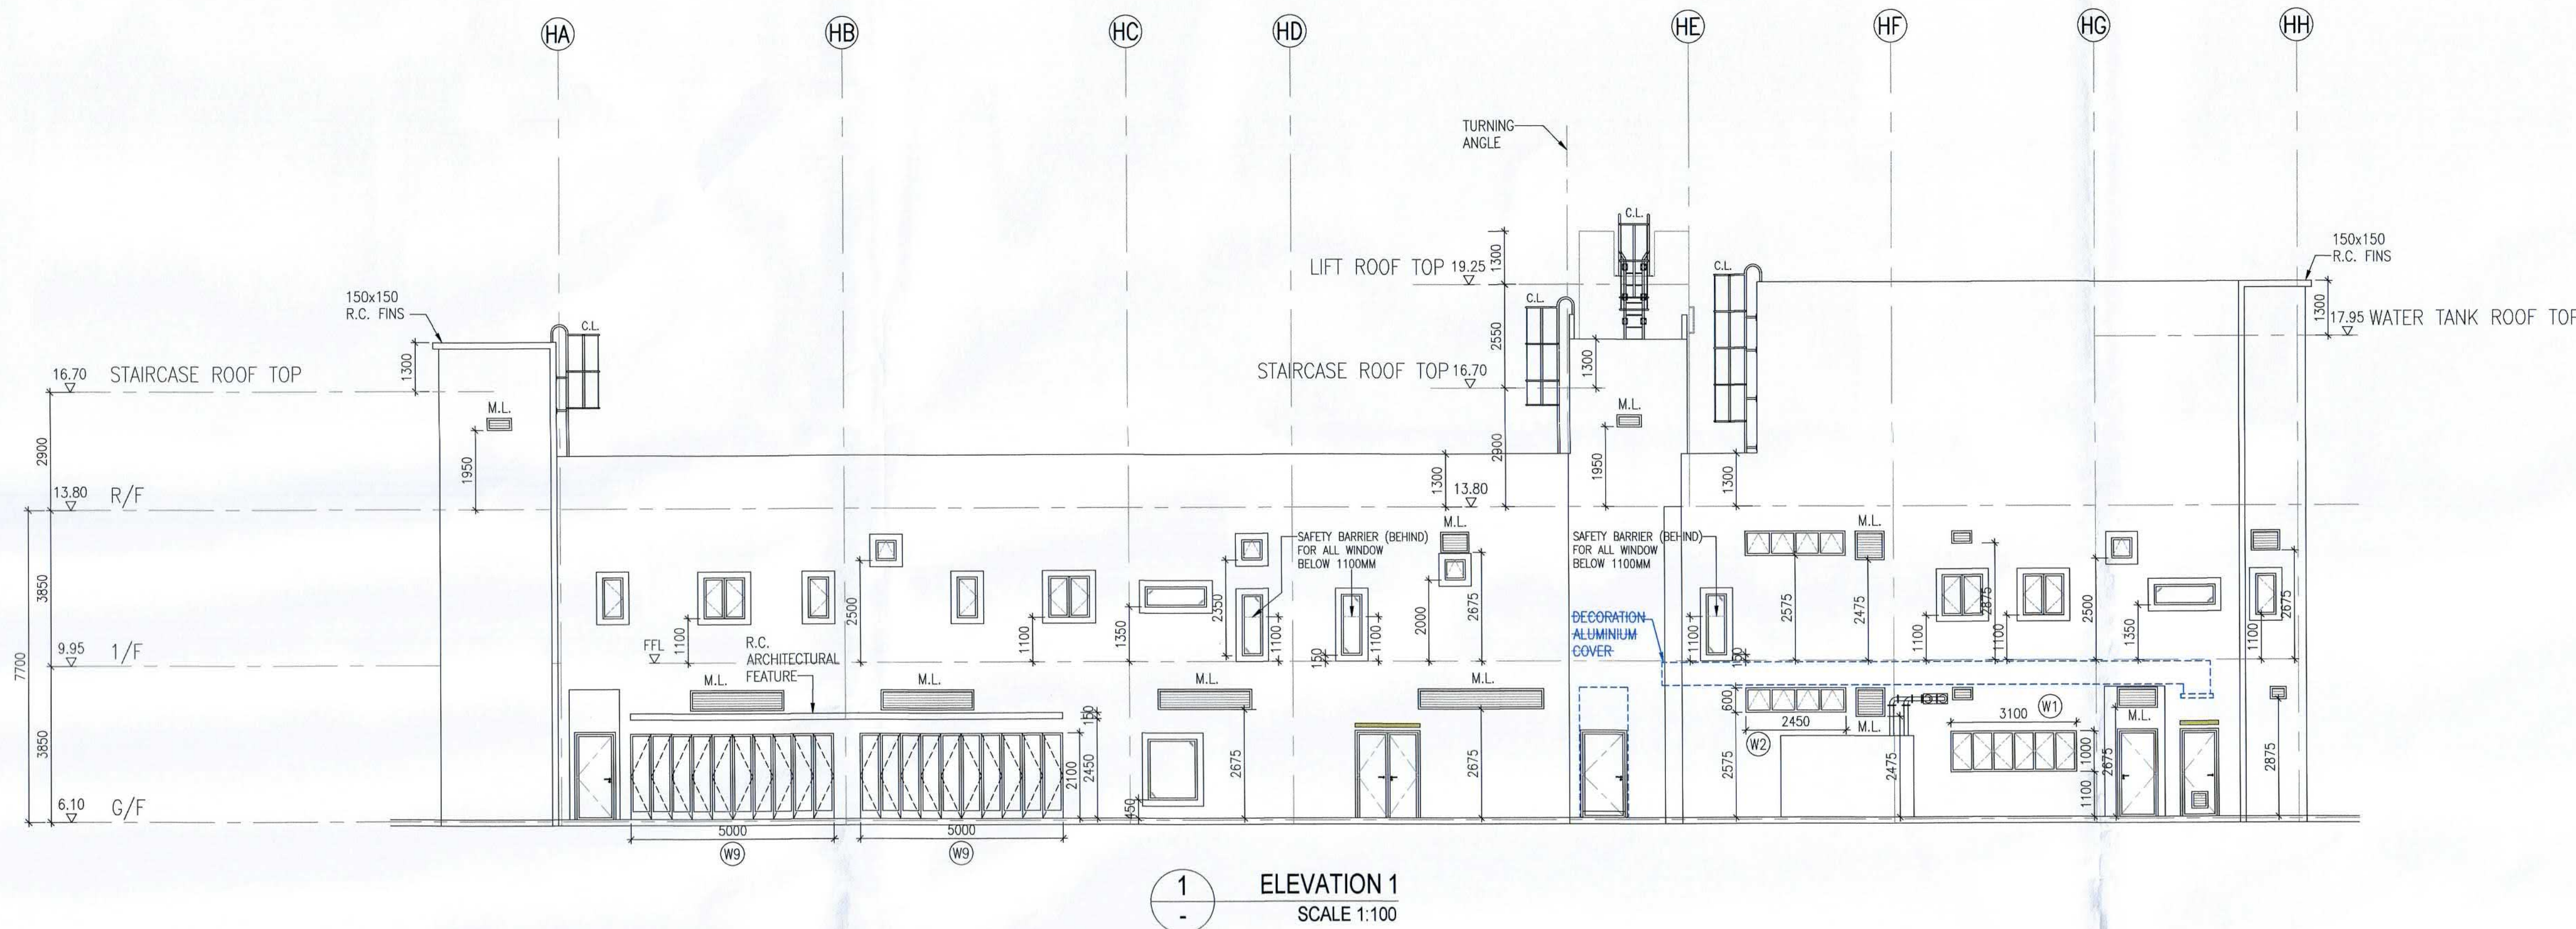 HA
HB
HC
HD
HE
HF
HG
HH
TURNING
ANGLE
C.L.
1300
LIFT ROOF TOP 19.25
C.L.
150x150
R.C. FINS
1300
17.95 WATER TANK ROOF TOP
150x150
R.C. FINS
C.L.
C.L.
2550
1300
16.70 STAIRCASE ROOF TOP
1300
STAIRCASE ROOF TOP 16.70
M.L.
M.L.
2900
1950
2900
1950
1300
1300
13.80 R/F
13.80
M.L.
SAFETY BARRIER (BEHIND)
FOR ALL WINDOW
BELOW 1100MM
SAFETY BARRIER (BEHIND)
FOR ALL WINDOW
BELOW 1100MM
M.L.
7700
3850
1100
2500
1100
1350
2350
1100
150
1100
2000
2675
1100
150
2575
2475
1100
2875
1100
2500
1350
1100
2675
DECORATION
ALUMINIUM
COVER
9.95 1/F
FFL
R.C.
ARCHITECTURAL
FEATURE
M.L.
M.L.
M.L.
M.L.
150
600
2450
W2
M.L.
3100
W1
M.L.
3850
2100
2450
450
2675
2675
2575
2475
1000
1100
2675
2875
6.10 G/F
5000
5000
W9
W9
1
-
ELEVATION 1
SCALE 1:100